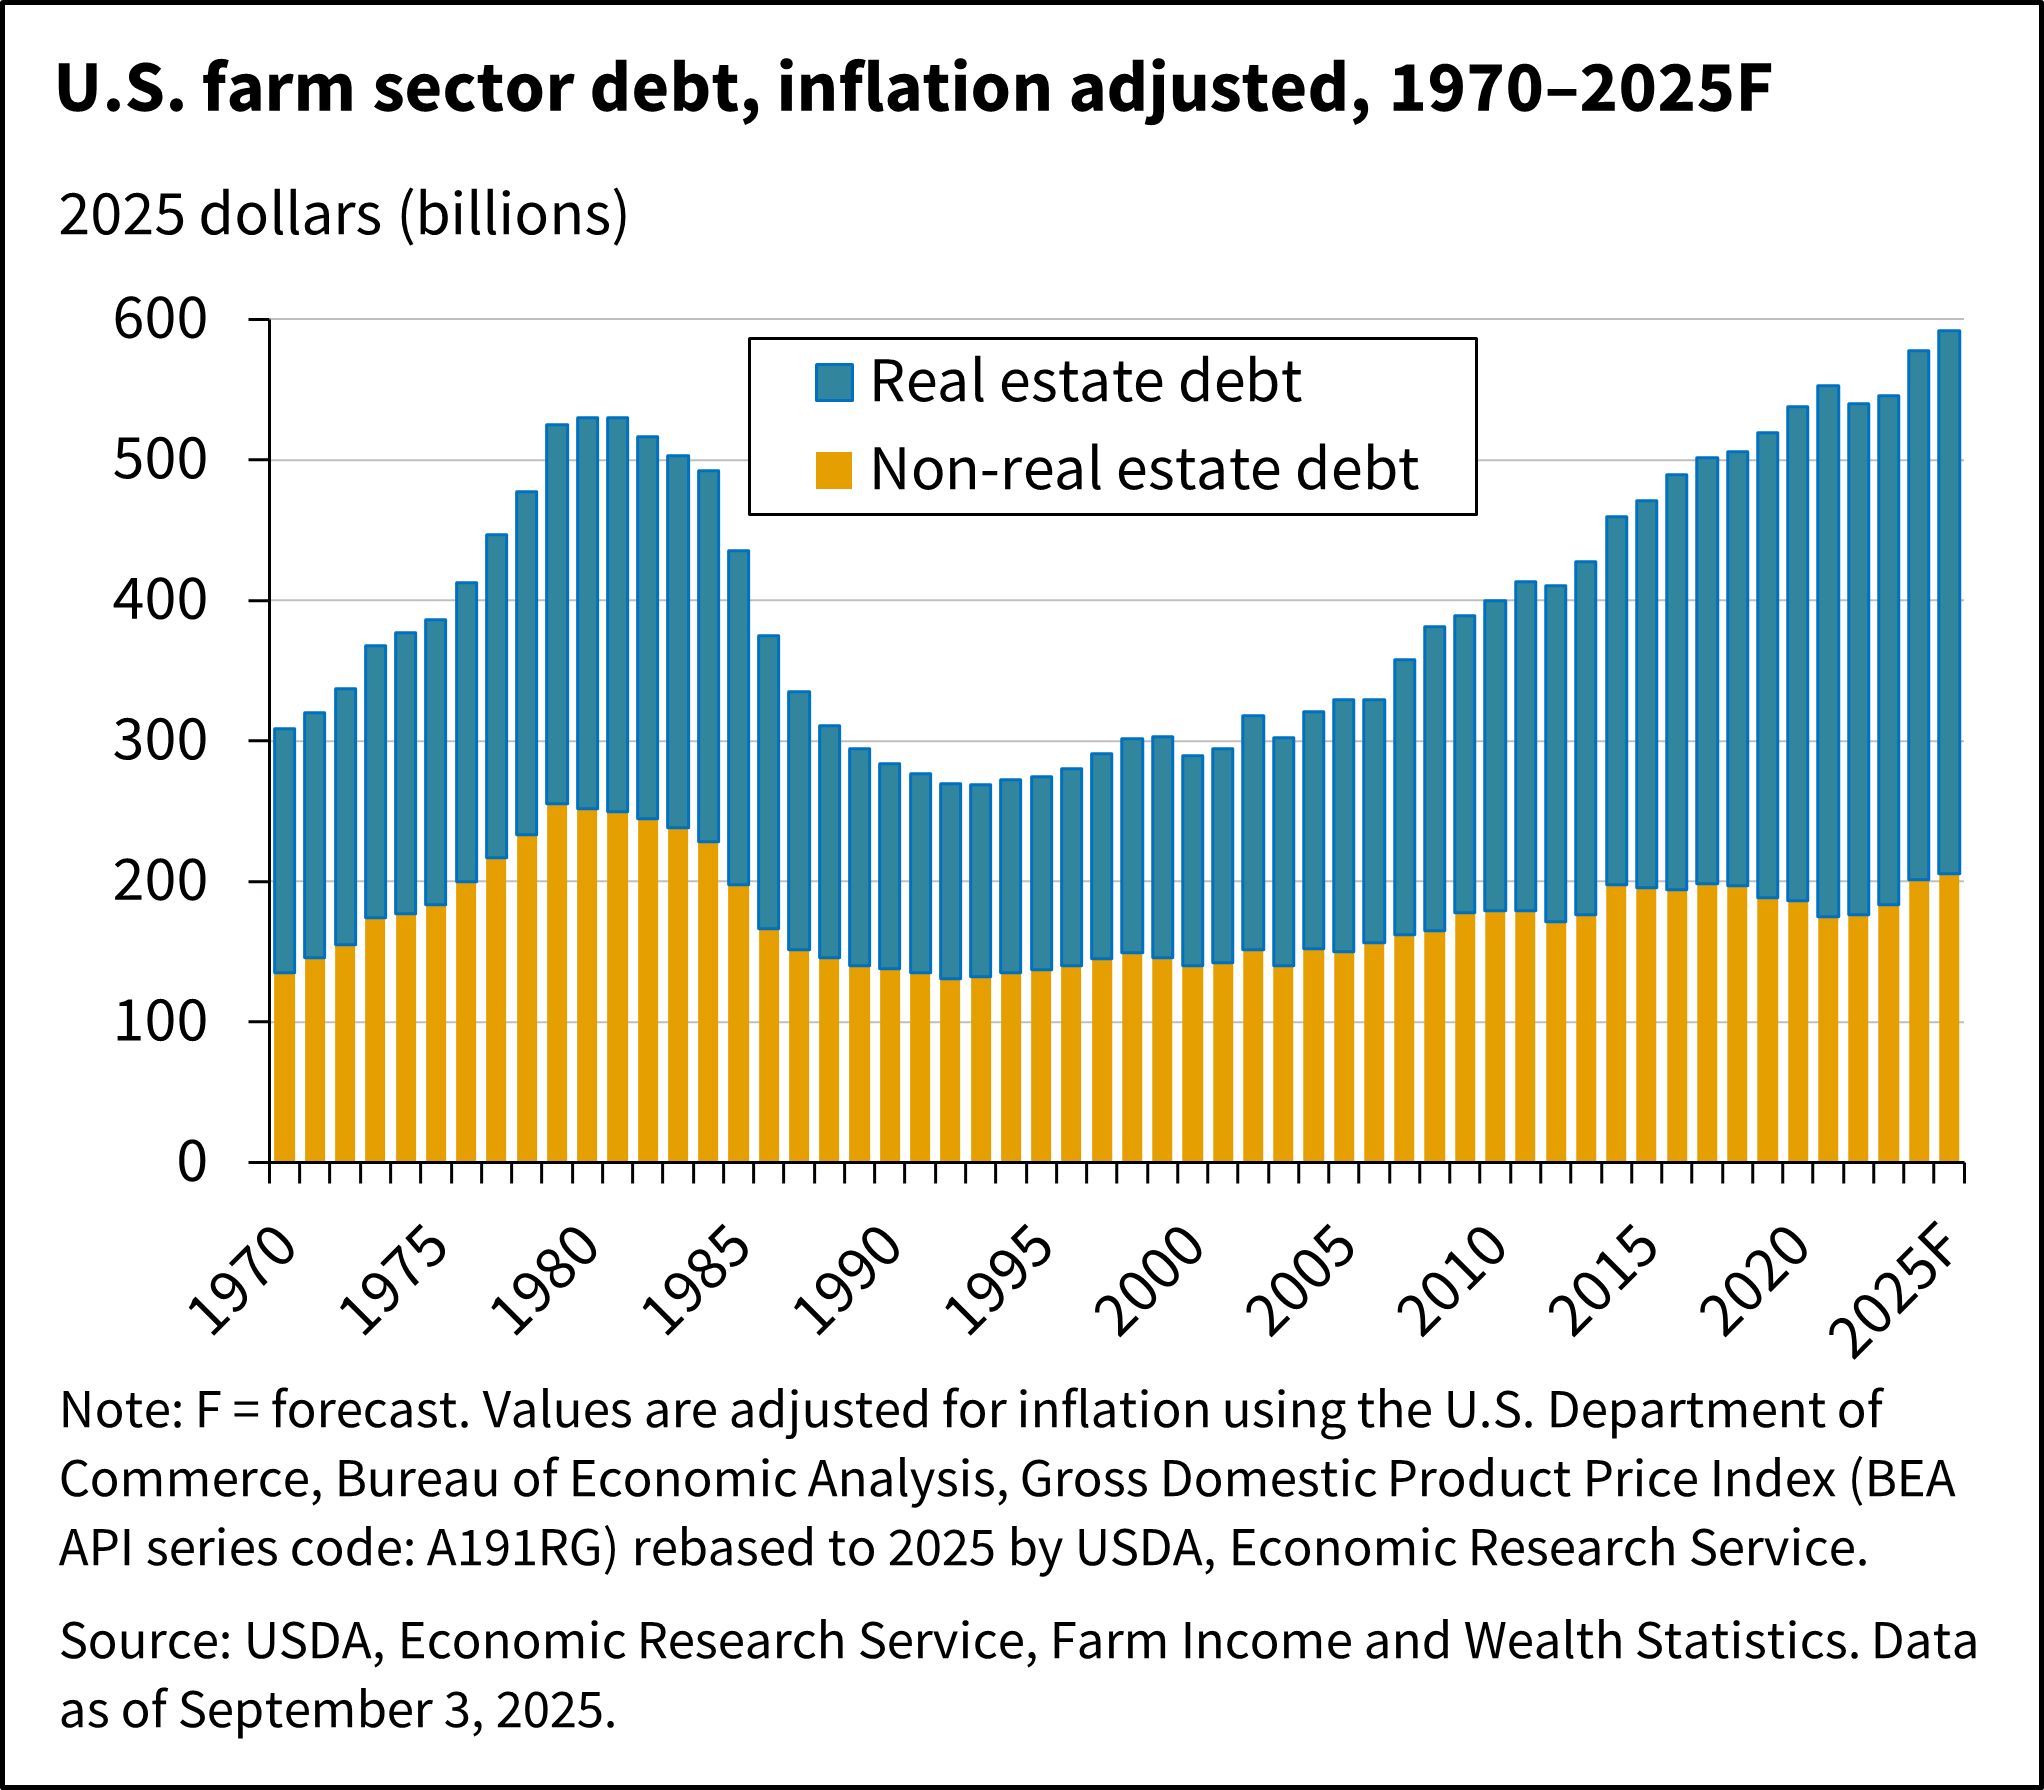 U.S. farm sector debt, inflation adjusted, 1970–2025F
2025 dollars (billions)
600
500
400
300
200
100
0
Real estate debt
Non-real estate debt
1970
1975
1980
1985
1990
1995
2000
2005
2010
2015
2020
2025F
Note: F = forecast. Values are adjusted for inflation using the U.S. Department of
Commerce, Bureau of Economic Analysis, Gross Domestic Product Price Index (BEA
API series code: A191RG) rebased to 2025 by USDA, Economic Research Service.
Source: USDA, Economic Research Service, Farm Income and Wealth Statistics. Data
as of September 3, 2025.